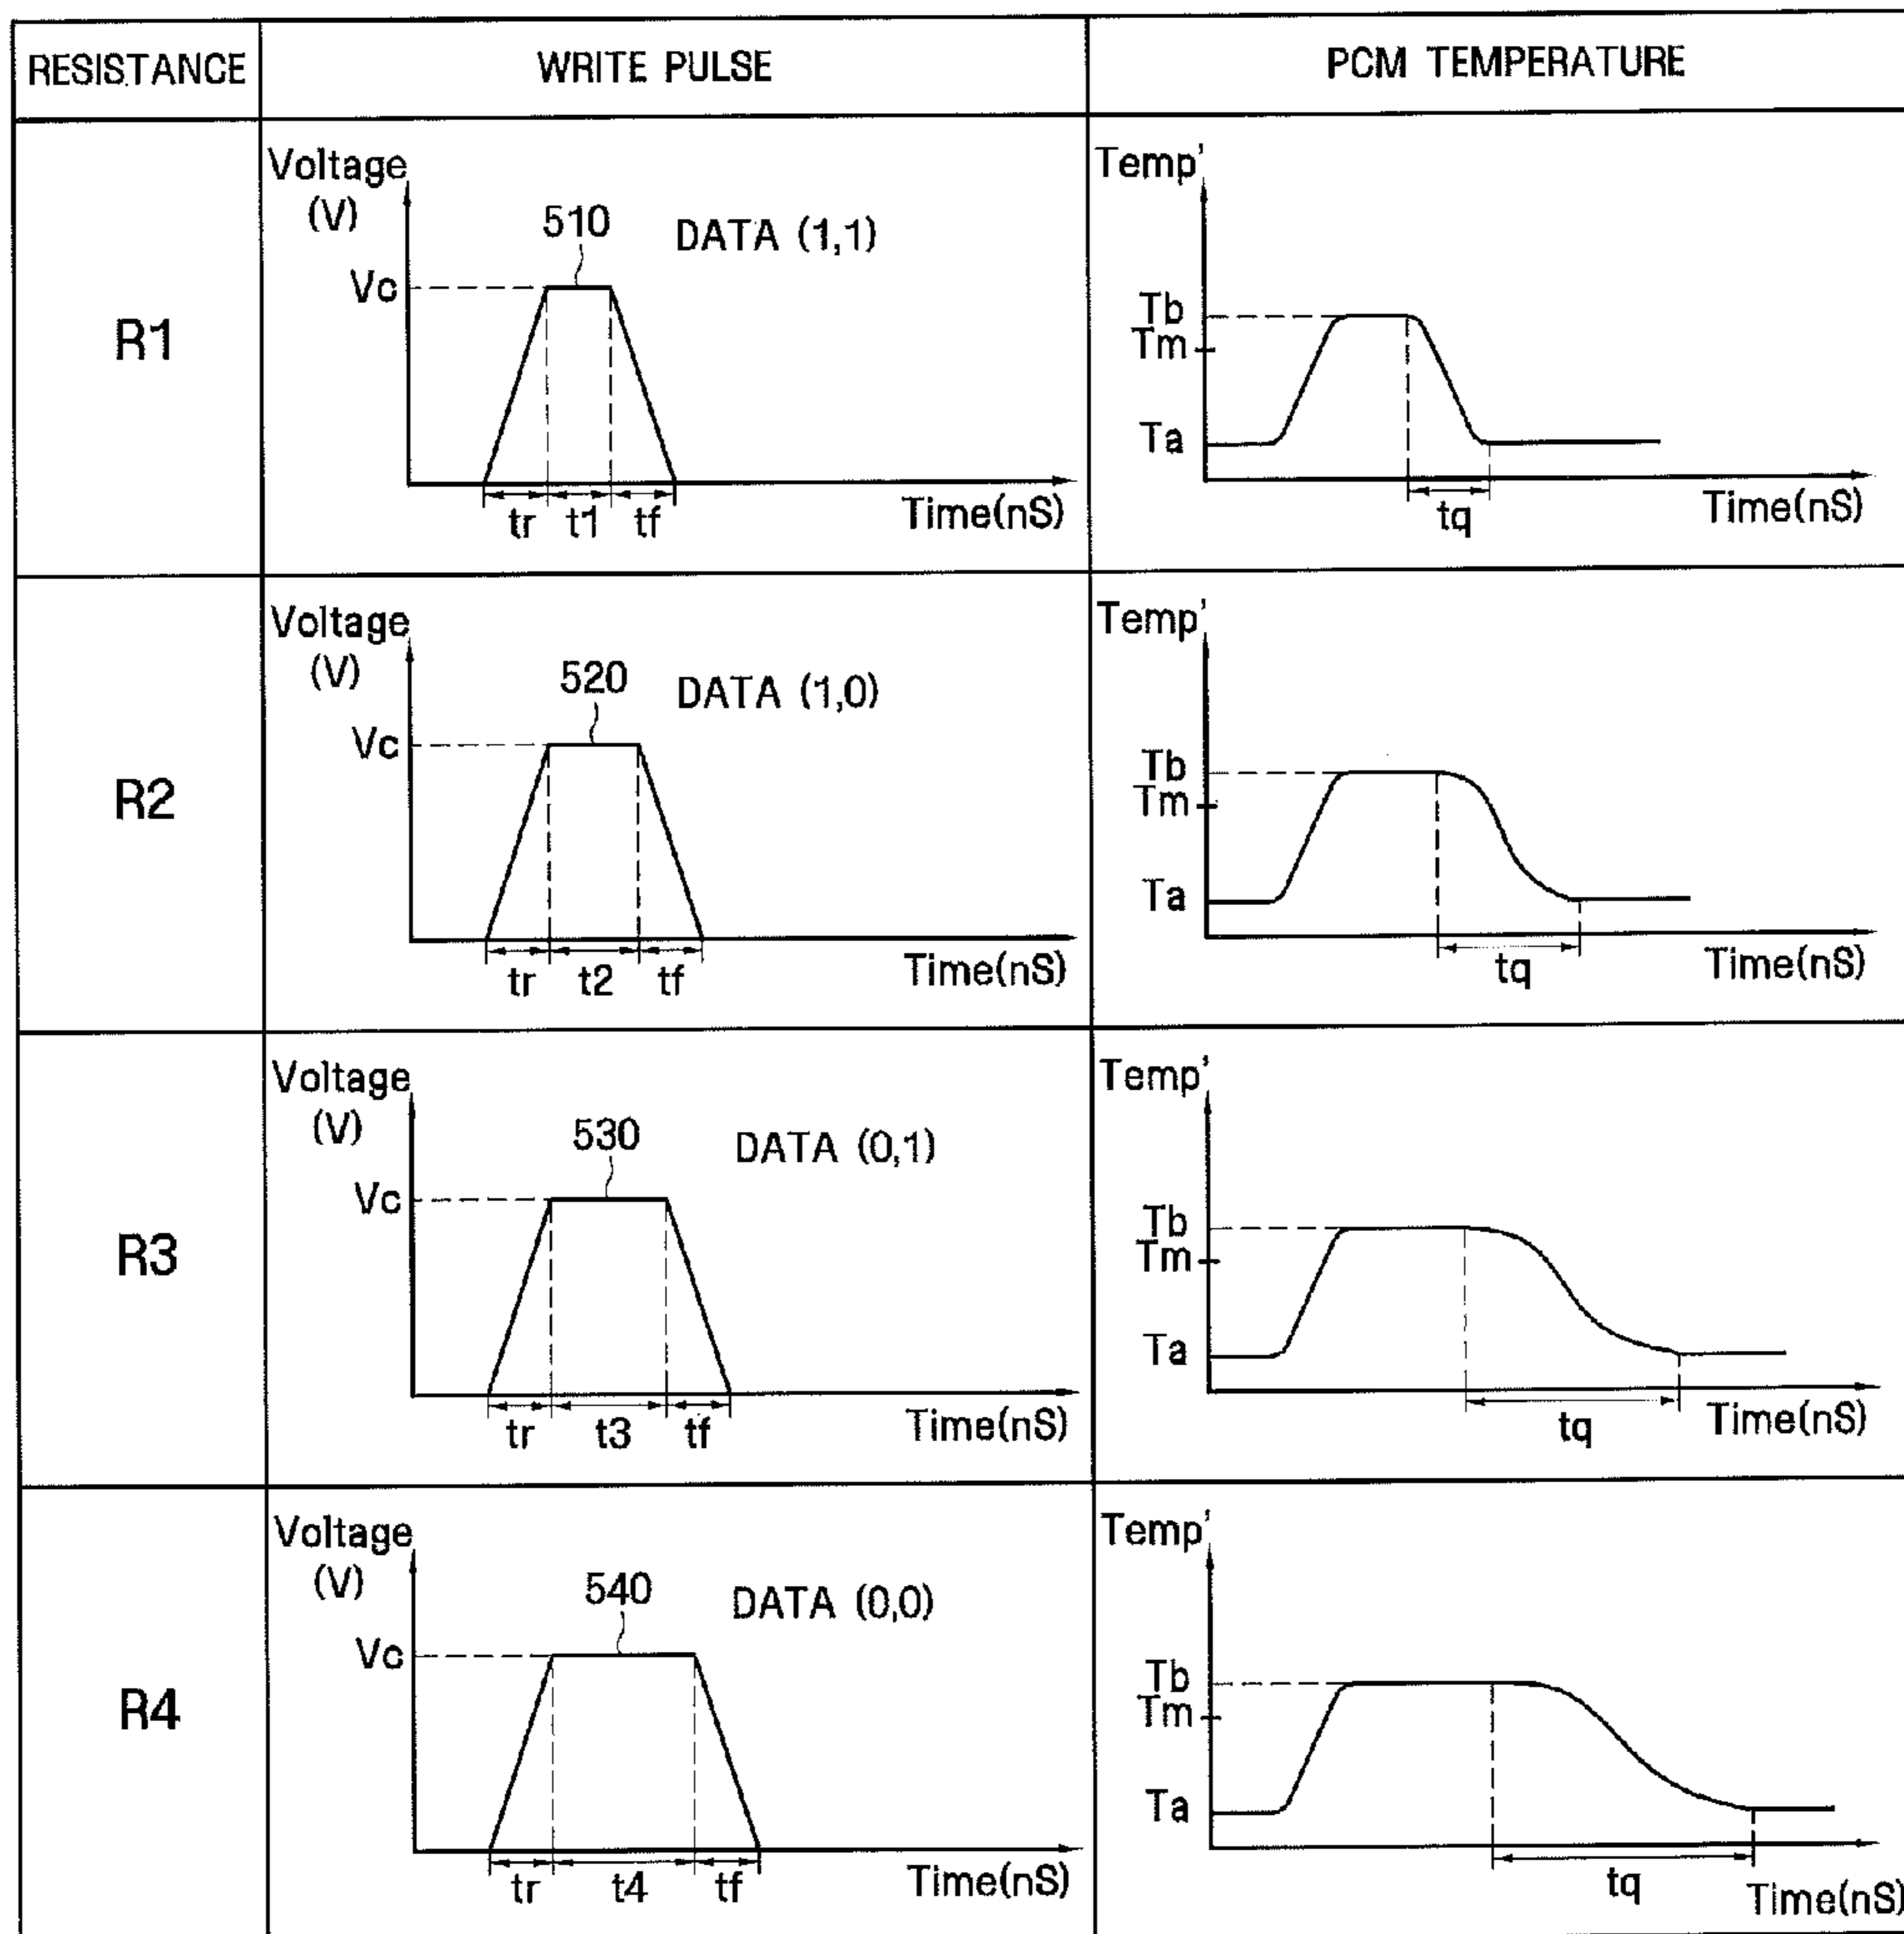 RESISTANCE WRITE PULSE PCM TEMPERATURE
R1
Voltage
(V)
510
DATA (1,1)
Vc
tr t1 tf
Time(nS)
Temp'
Tb
Tm
Ta
tq
Time(nS)
R2
Voltage
(V)
520
DATA (1,0)
Vc
tr t2 tf
Time(nS)
Temp'
Tb
Tm
Ta
tq
Time(nS)
R3
Voltage
(V)
530
DATA (0,1)
Vc
tr t3 tf
Time(nS)
Temp'
Tb
Tm
Ta
tq
Time(nS)
R4
Voltage
(V)
540
DATA (0,0)
Vc
tr t4 tf
Time(nS)
Temp'
Tb
Tm
Ta
tq
Time(nS)